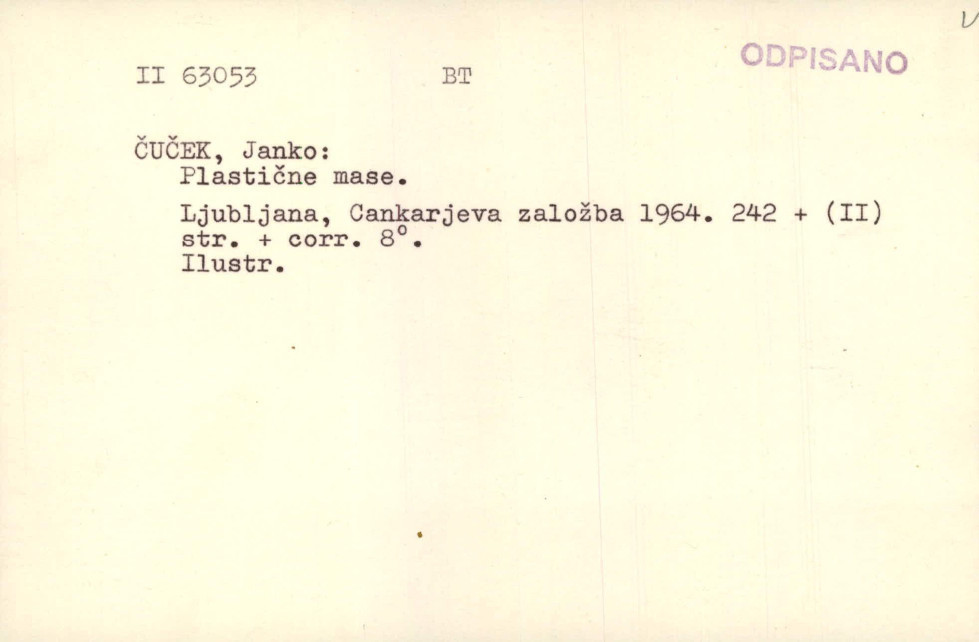 II 63053 BT ODPISANO
ČUČEK, Janko:
Plastične mase.
Ljubljana, Cankarjeva založba 1964. 242 + (II)
str. + corr. 8°.
Ilustr.